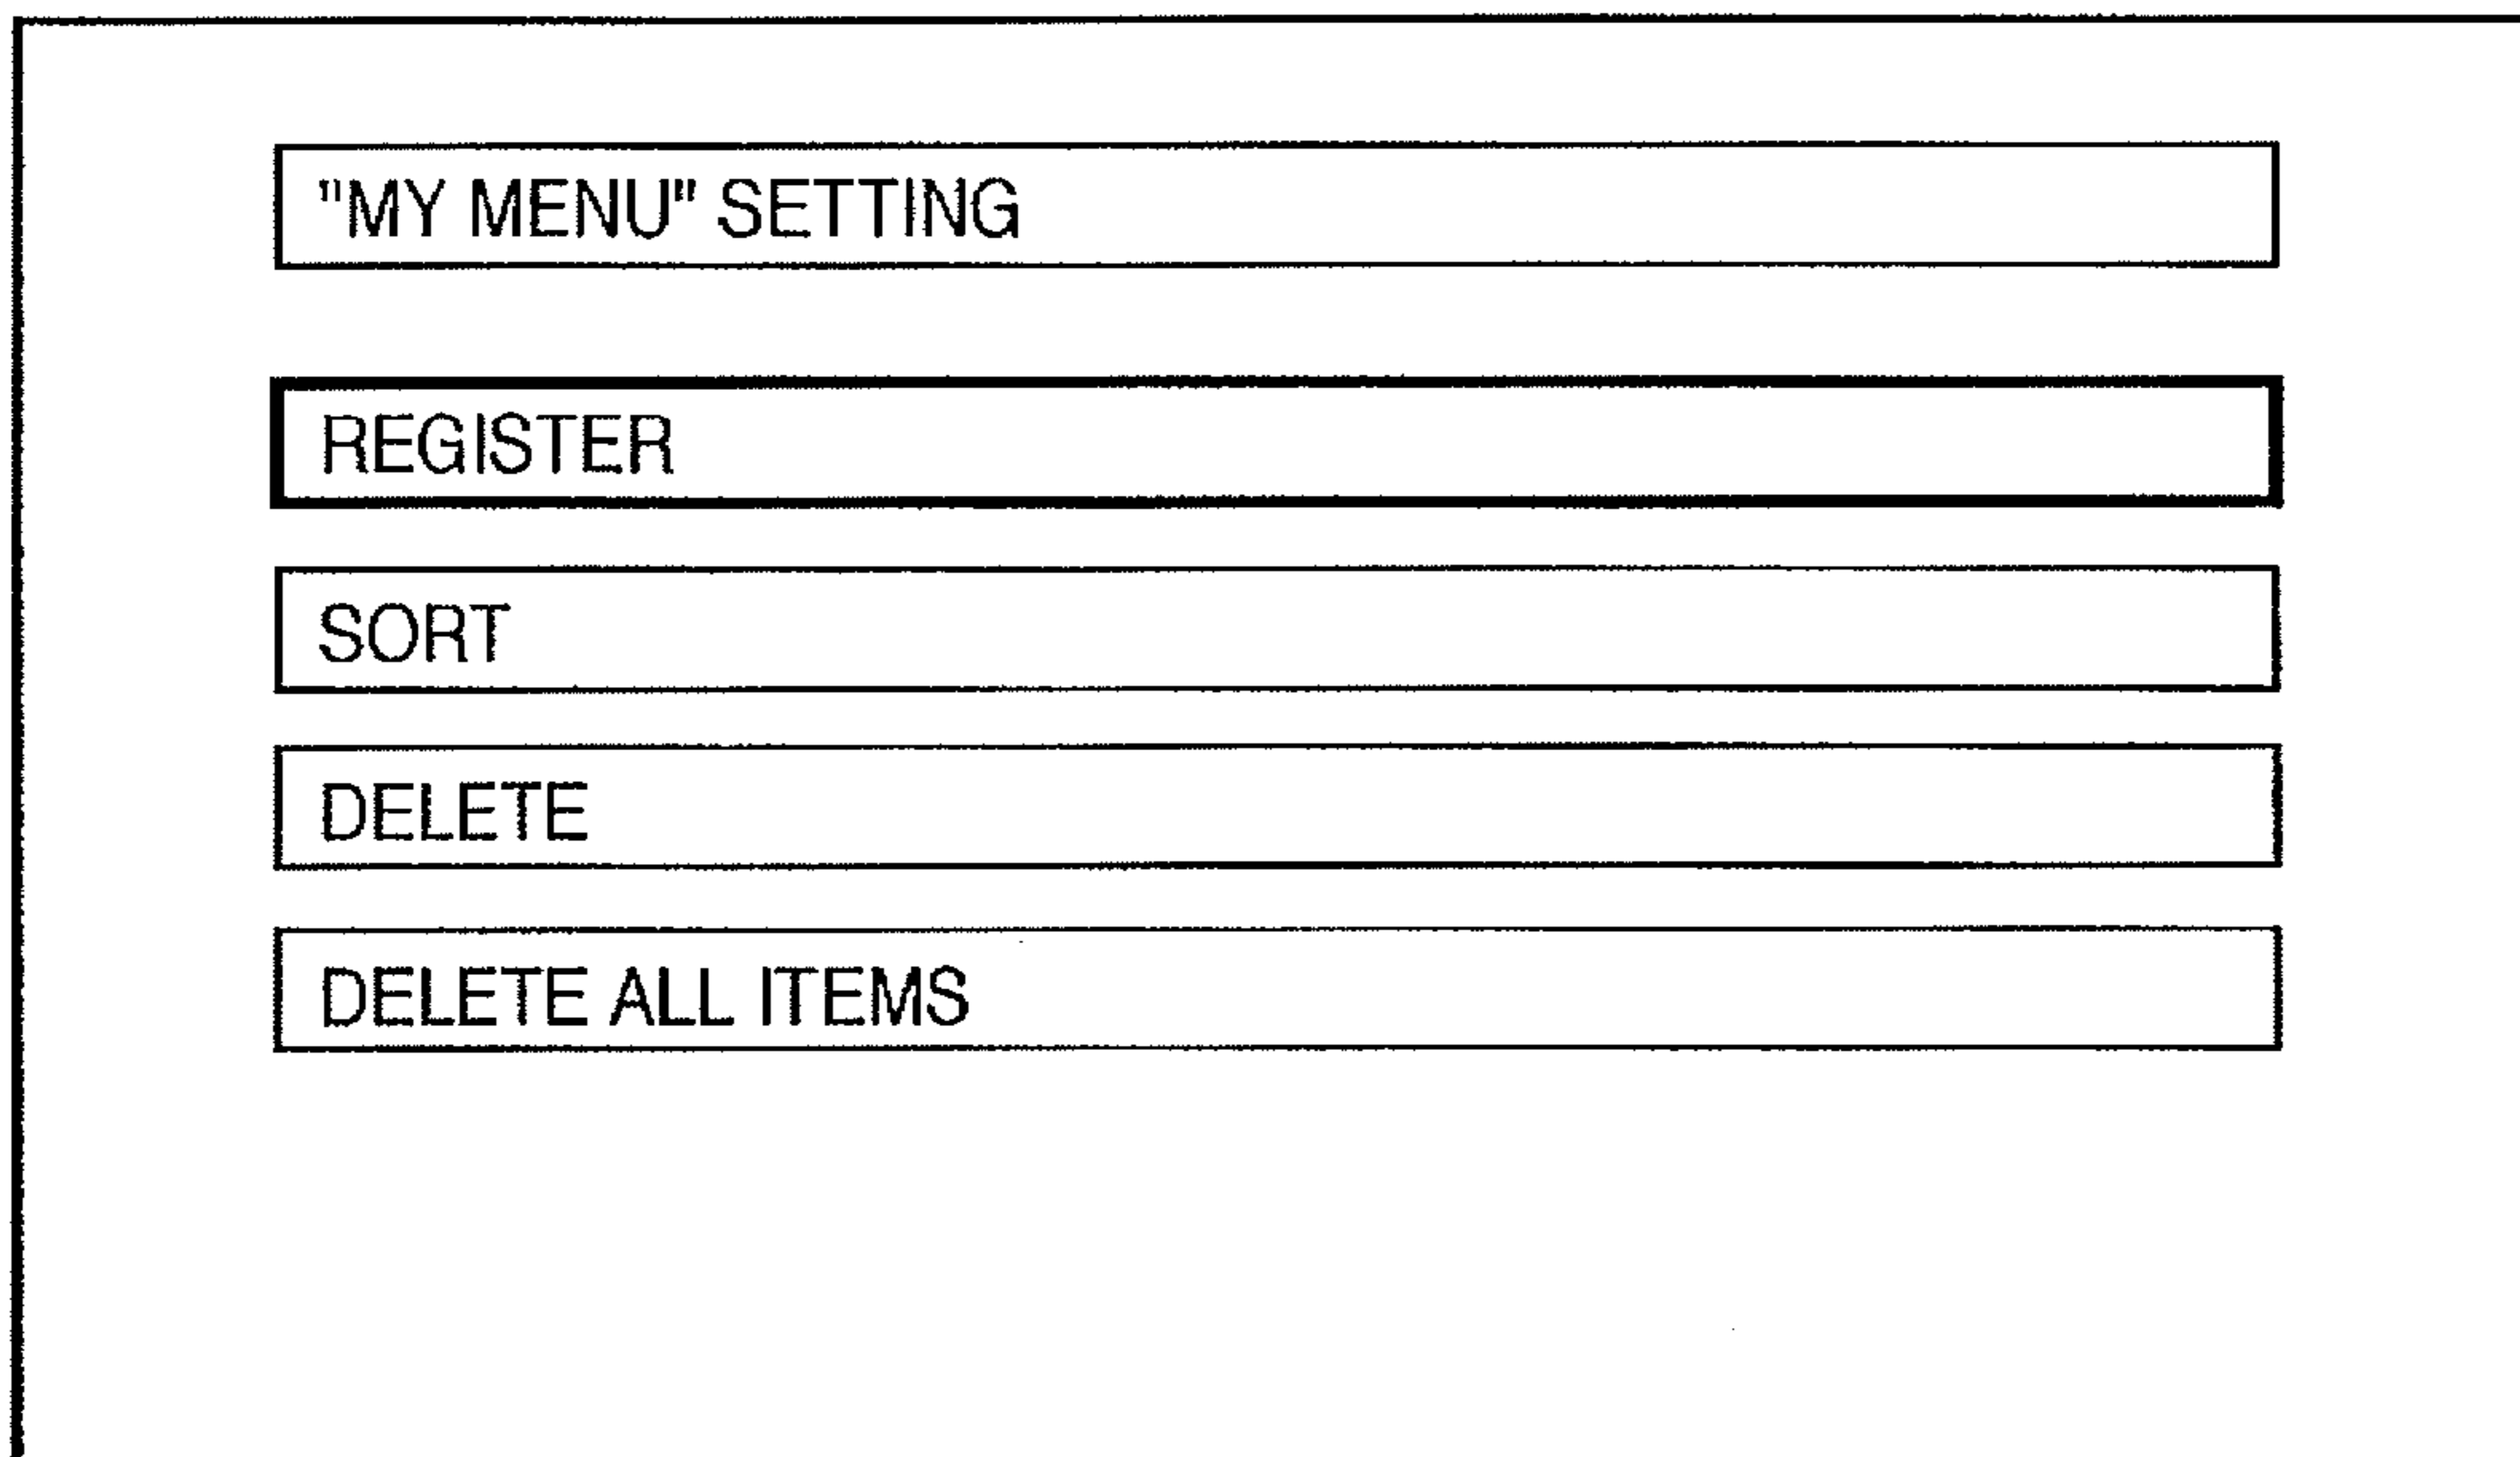 "MY MENU" SETTING
REGISTER
SORT
DELETE
DELETE ALL ITEMS